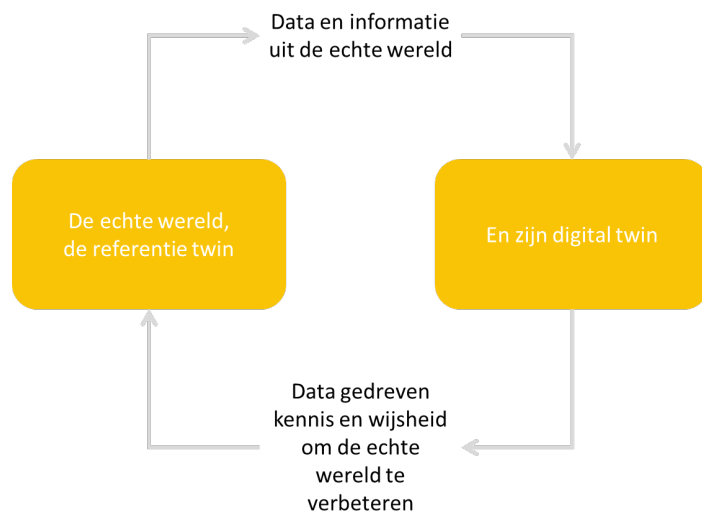 Data en informatie
uit de echte wereld
De echte wereld,
de referentie twin
En zijn digital twin
Data gedreven
kennis en wijsheid
om de echte
wereld te
verbeteren